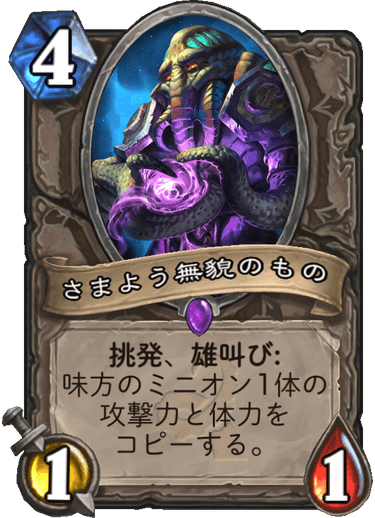 4
さまよう無貌のもの
挑発、雄叫び:
味方のミニオン1体の
攻撃力と体力を
コピーする。
1
1